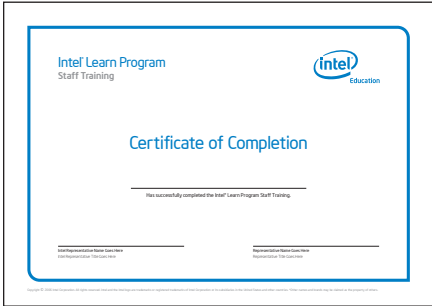 Intel® Learn Program
Staff Training
intel
Education
Certificate of Completion
Has successfully completed the Intel® Learn Program Staff Training.
Intel Representative Name Goes Here
Intel Representative Title Goes Here
Representative Name Goes Here
Representative Title Goes Here